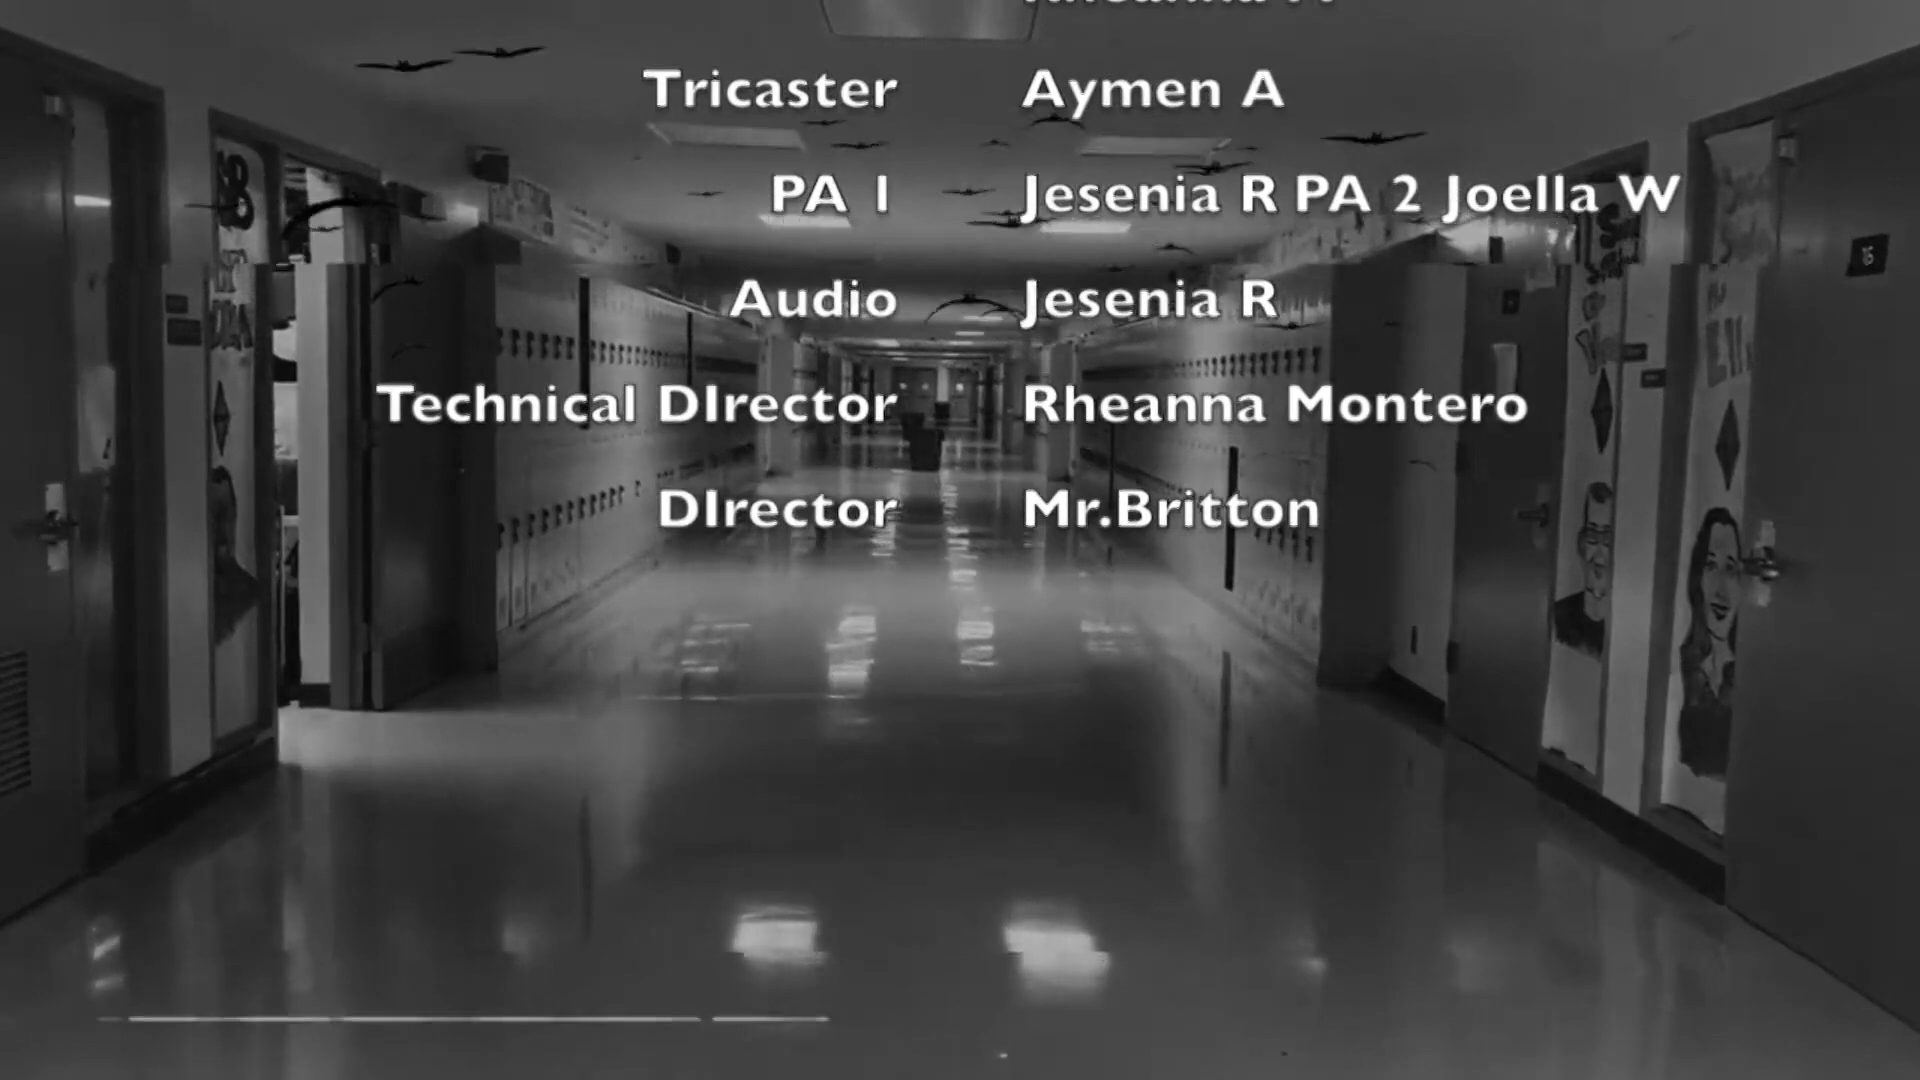 Tricaster Aymen A
PA 1 Jesenia R PA 2 Joella W
Audio Jesenia R
Technical DIrector Rheanna Montero
DIrector Mr.Britton